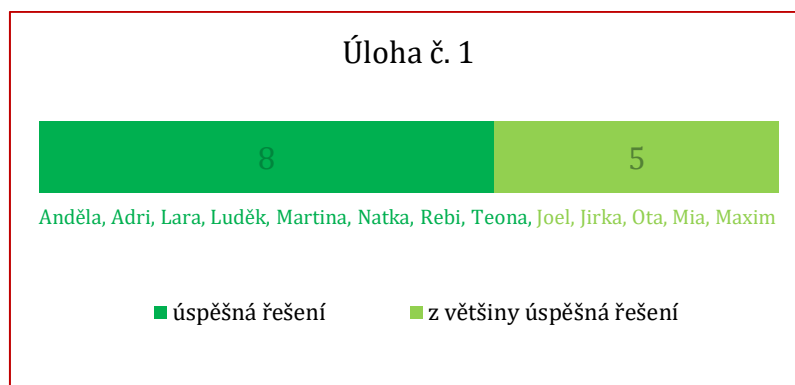 Úloha č. 1
8 5
Anděla, Adri, Lara, Luděk, Martina, Natka, Rebi, Teona, Joel, Jirka, Ota, Mia, Maxim
úspěšná řešení z většiny úspěšná řešení